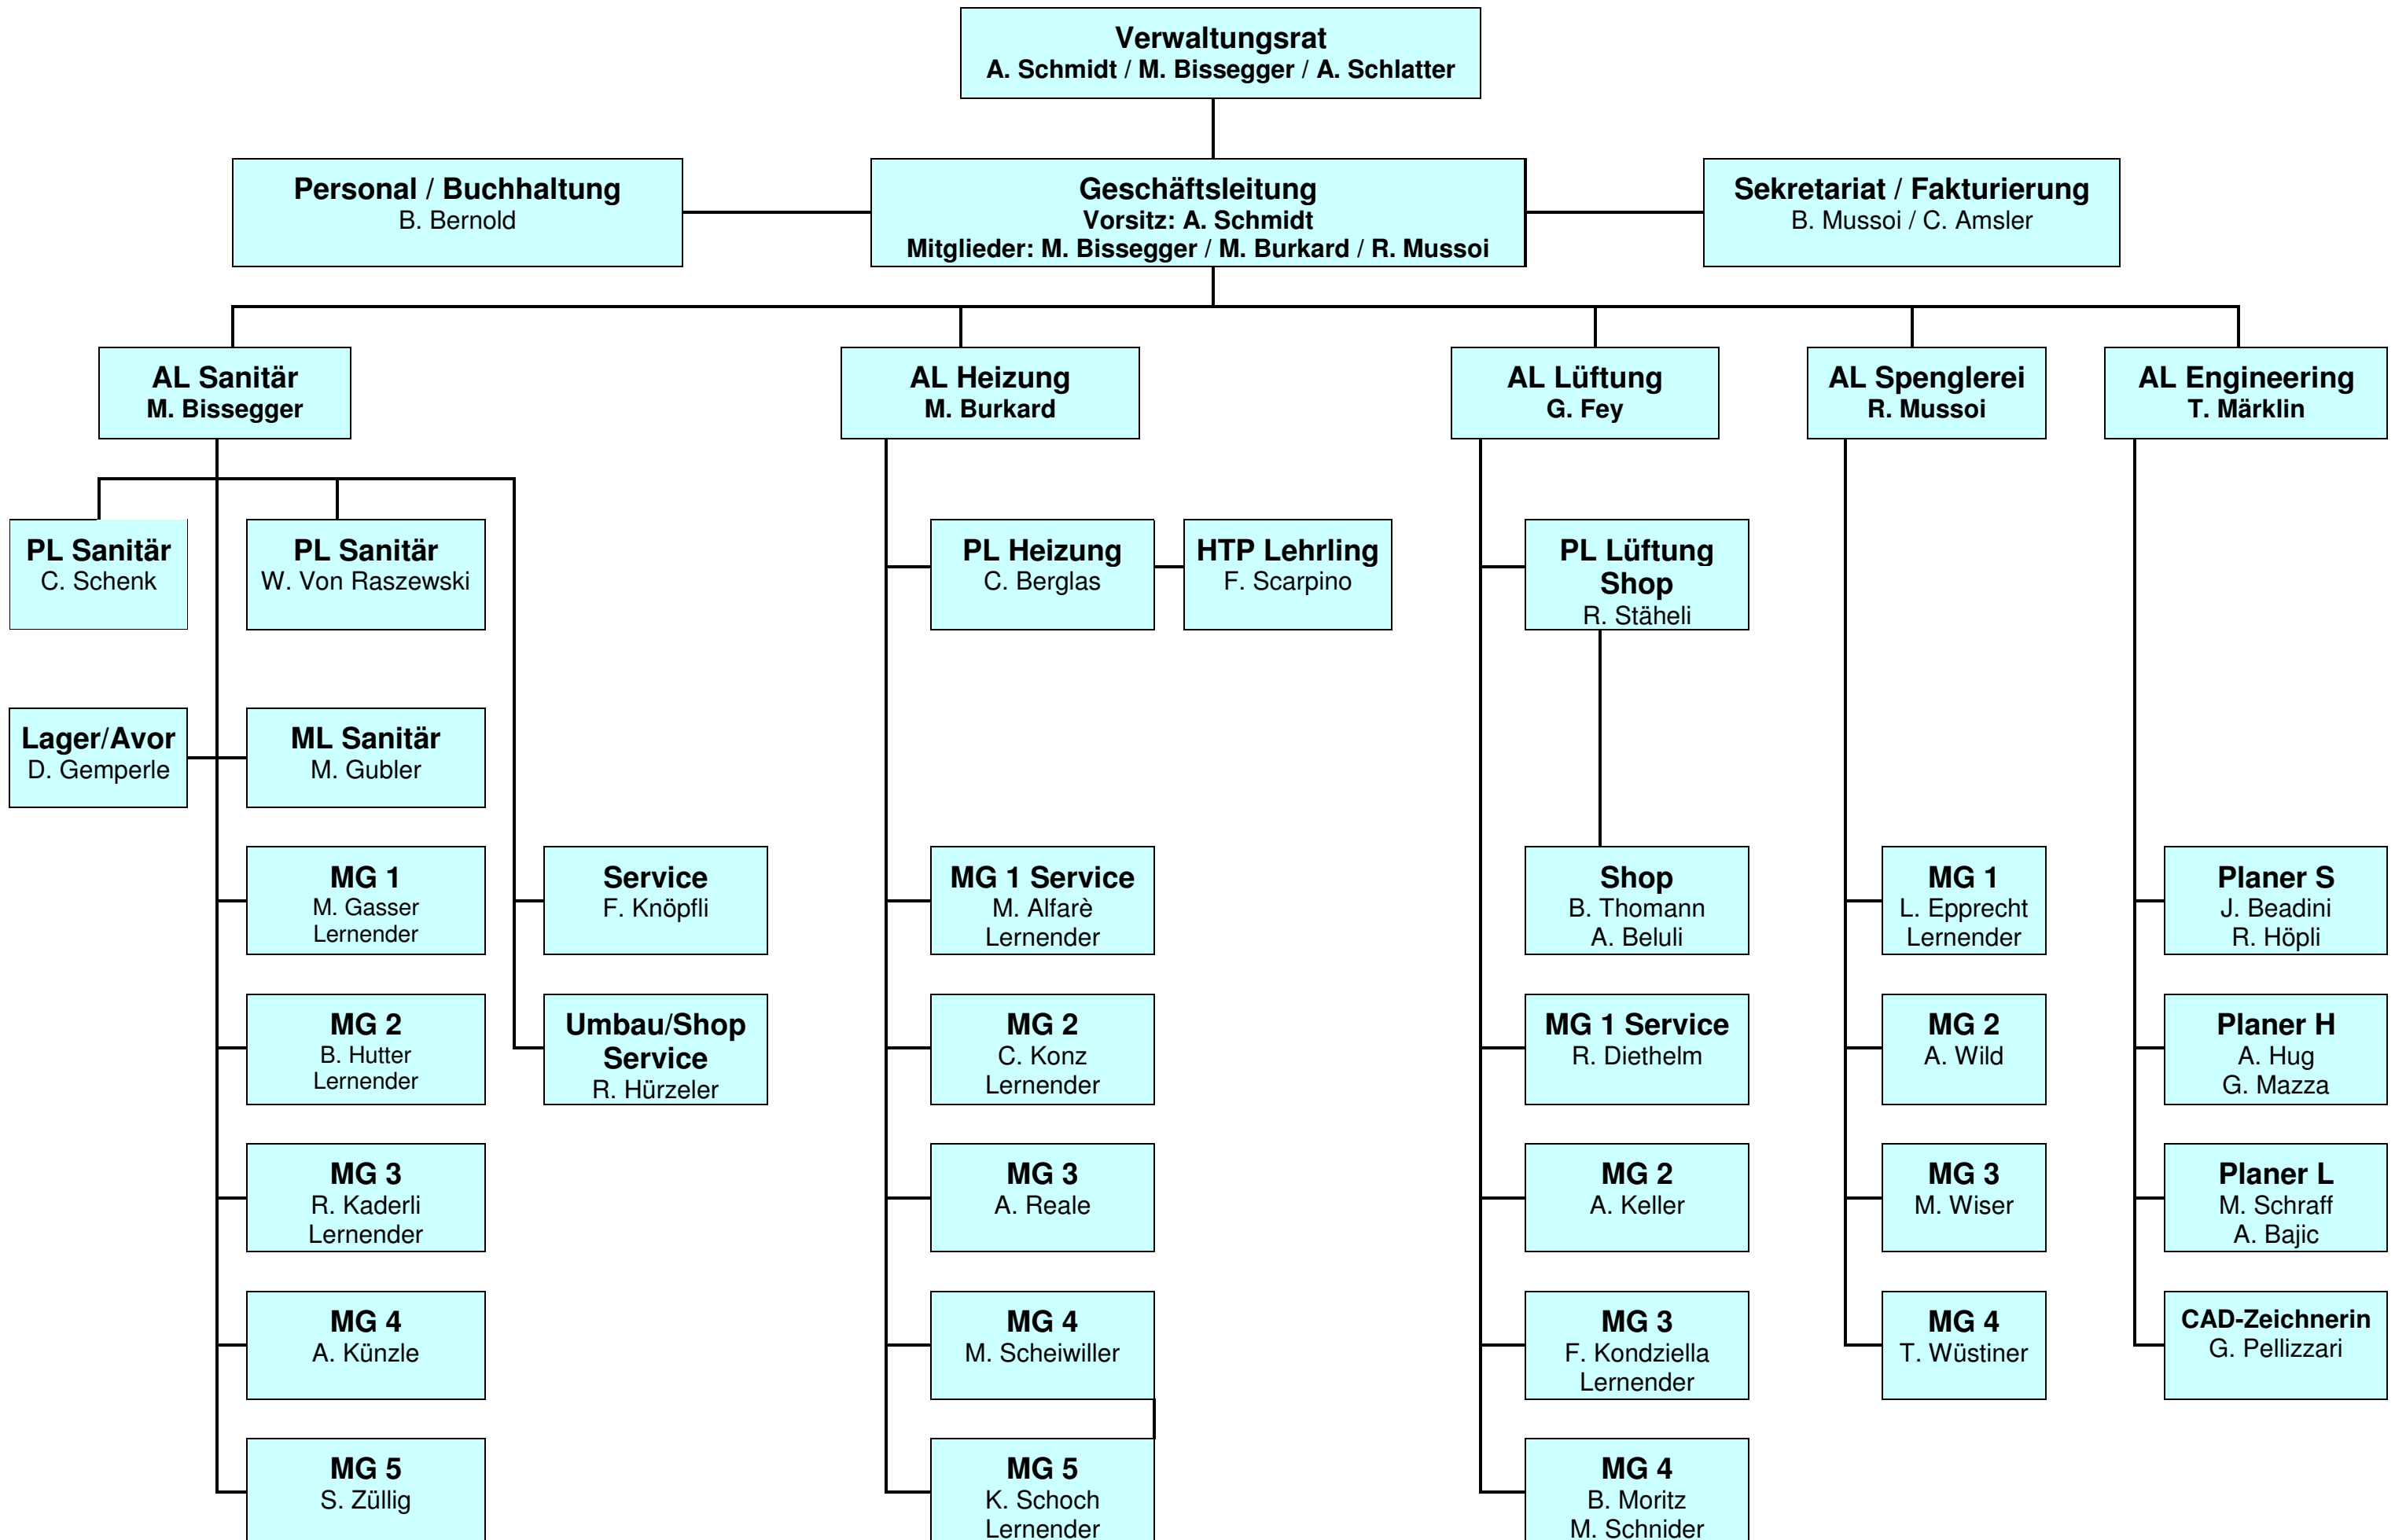 Verwaltungsrat
A. Schmidt / M. Bissegger / A. Schlatter
Personal / Buchhaltung
B. Bernold
Geschäftsleitung
Vorsitz: A. Schmidt
Mitglieder: M. Bissegger / M. Burkard / R. Mussoi
Sekretariat / Fakturierung
B. Mussoi / C. Amsler
AL Sanitär
M. Bissegger
AL Heizung
M. Burkard
AL Lüftung
G. Fey
AL Spenglerei
R. Mussoi
AL Engineering
T. Märklin
PL Sanitär
C. Schenk
PL Sanitär
W. Von Raszewski
PL Heizung
C. Berglas
HTP Lehrling
F. Scarpino
PL Lüftung
Shop
R. Stäheli
Lager/Avor
D. Gemperle
ML Sanitär
M. Gubler
MG 1
M. Gasser
Lernender
Service
F. Knöpfli
MG 1 Service
M. Alfarè
Lernender
Shop
B. Thomann
A. Beluli
MG 1
L. Epprecht
Lernender
Planer S
J. Beadini
R. Höpli
MG 2
B. Hutter
Lernender
Umbau/Shop
Service
R. Hürzeler
MG 2
C. Konz
Lernender
MG 1 Service
R. Diethelm
MG 2
A. Wild
Planer H
A. Hug
G. Mazza
MG 3
R. Kaderli
Lernender
MG 3
A. Reale
MG 2
A. Keller
MG 3
M. Wiser
Planer L
M. Schraff
A. Bajic
MG 4
A. Künzle
MG 4
M. Scheiwiller
MG 3
F. Kondziella
Lernender
MG 4
T. Wüstiner
CAD-Zeichnerin
G. Pellizzari
MG 5
S. Züllig
MG 5
K. Schoch
Lernender
MG 4
B. Moritz
M. Schnider